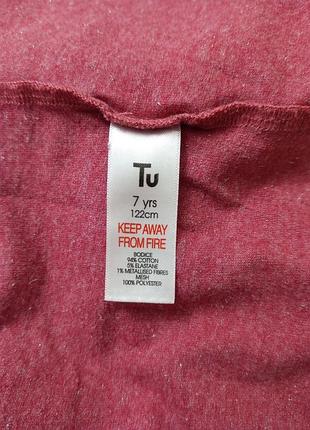 Tu
7 yrs
122cm
KEEP AWAY
FROM FIRE
BODICE
94% COTTON
5% ELASTANE
1% METALLISED FIBRES
MESH
100% POLYESTER